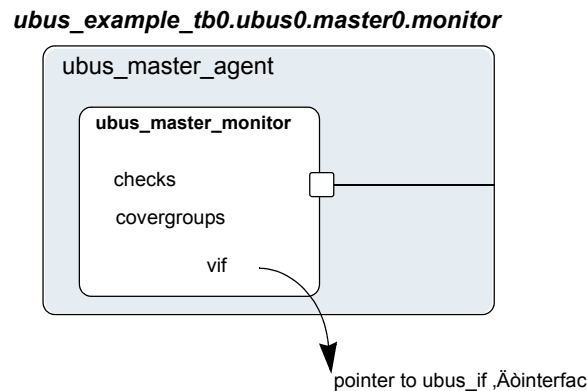 ubus_example_tb0.ubus0.master0.monitor
ubus_master_agent
ubus_master_monitor
checks
covergroups
vif
pointer to ubus_if ‚Äòinterfac